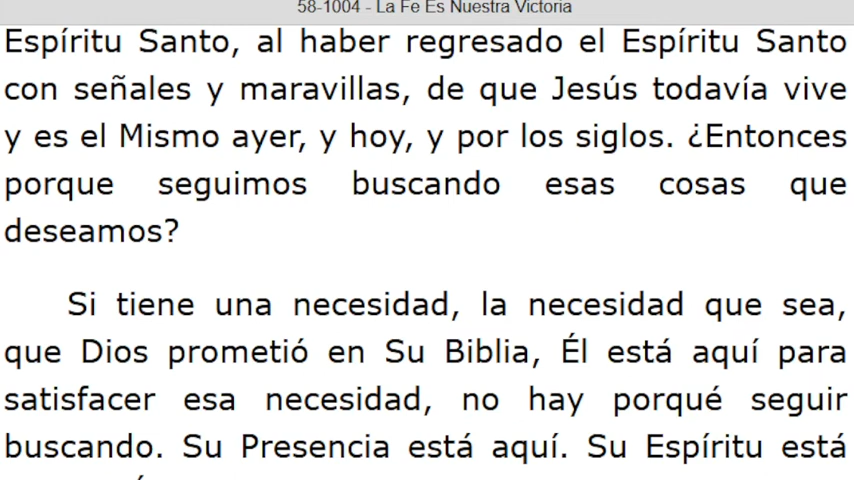 58-1004 - La Fe Es Nuestra Victoria
Espíritu Santo, al haber regresado el Espíritu Santo
con señales y maravillas, de que Jesús todavía vive
y es el Mismo ayer, y hoy, y por los siglos. ¿Entonces
porque seguimos buscando esas cosas que
deseamos?
Si tiene una necesidad, la necesidad que sea,
que Dios prometió en Su Biblia, Él está aquí para
satisfacer esa necesidad, no hay porqué seguir
buscando. Su Presencia está aquí. Su Espíritu está